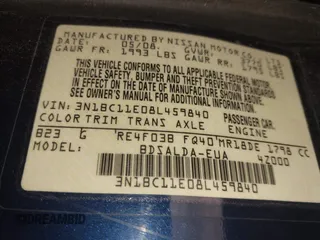 MANUFACTURED BY NISSAN MOTOR CO.
DATE: 05/08. GVWR
GAWR FR: 1993 LBS GAWR RR
THIS VEHICLE CONFORMS TO ALL APPLICABLE FEDERAL MOTOR VEHICLE
SAFETY, BUMPER AND THEFT PREVENTION STANDARDS
IN EFFECT ON THE DATE OF MANUFACTURE SHOWN ABOVE.
SEE OWNER'S MANUAL FOR ADDITIONAL INFORMATION
VIN: 3N1BC11E08L459840 PASSENGER CAR
COLOR TRIM TRANS AXLE ENGINE
B23 G RE4F03B FQ40 MR18DE 1798 CC
MODEL: BDSALDA-EUA 42000
3N1BC11E08L459840
DREAMBID